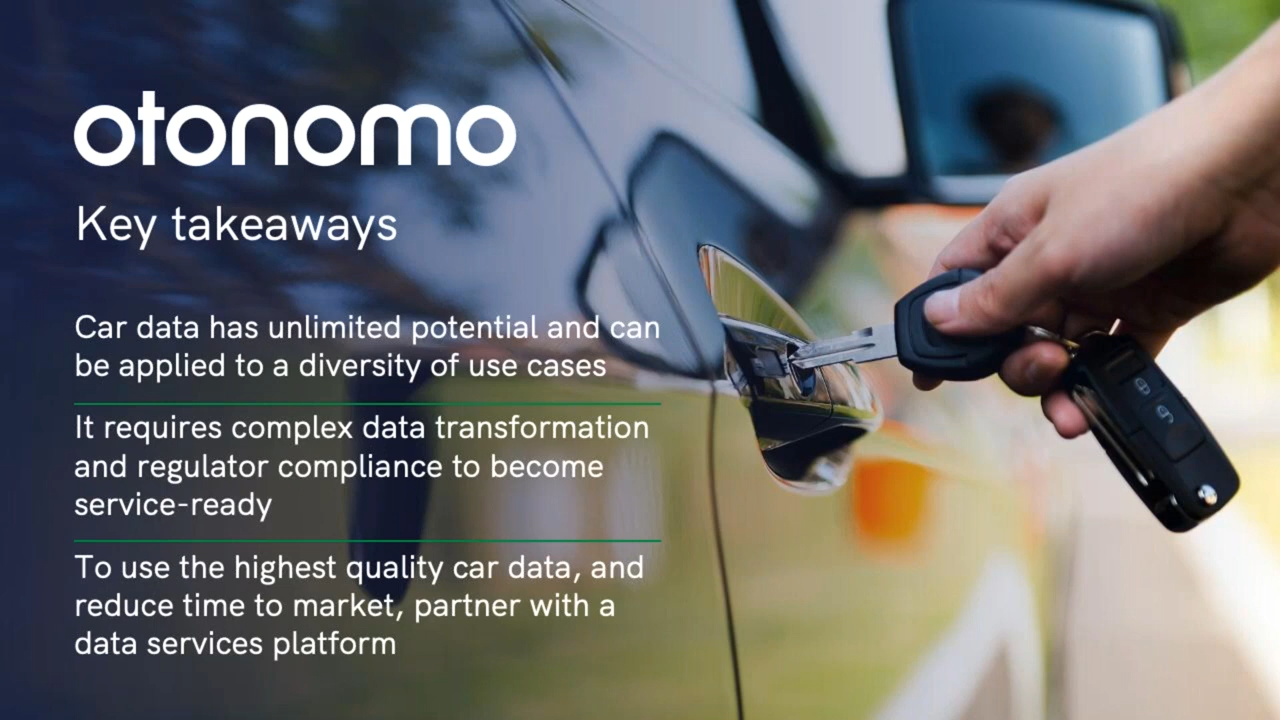 otonomo
Key takeaways
Car data has unlimited potential and can
be applied to a diversity of use cases
It requires complex data transformation
and regulator compliance to become
service-ready
To use the highest quality car data, and
reduce time to market, partner with a
data services platform